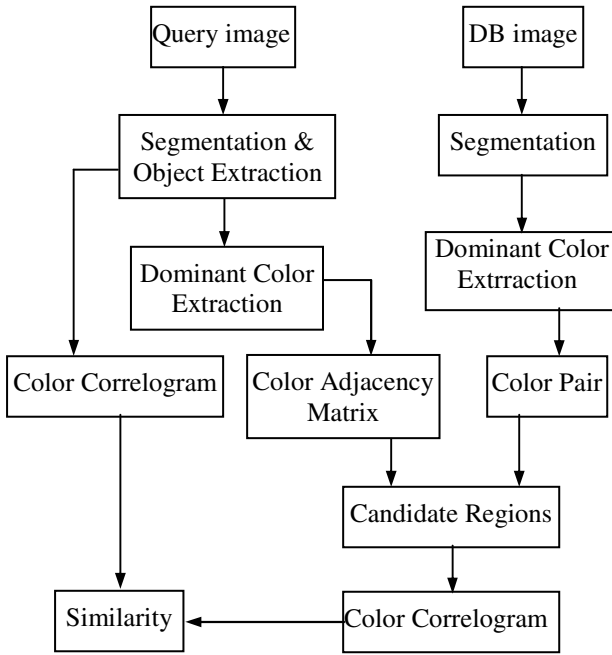 Query image
DB image
Segmentation &
Object Extraction
Segmentation
Dominant Color
Extraction
Dominant Color
Extrraction
Color Correlogram
Color Adjacency
Matrix
Color Pair
Candidate Regions
Similarity
Color Correlogram